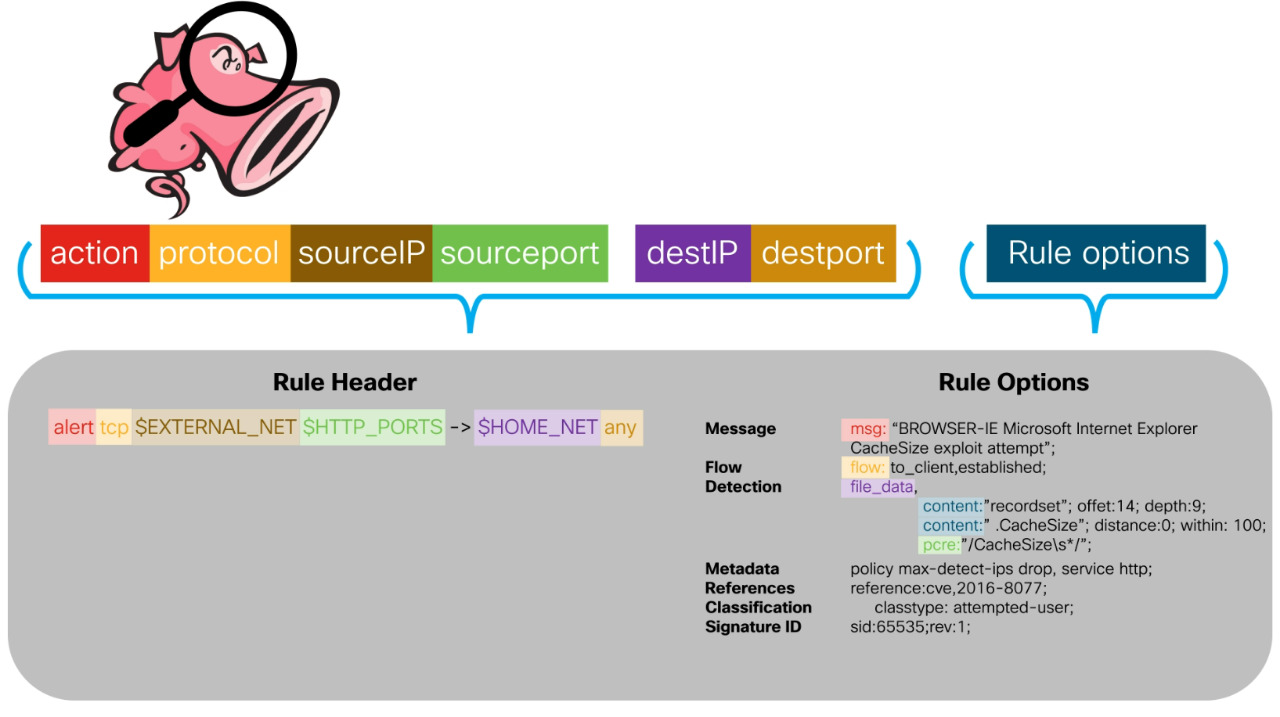 action protocol sourceIP sourceport destIP destport Rule options
Rule Header
alert tcp $EXTERNAL_NET $HTTP_PORTS -> $HOME_NET any
Rule Options
Message msg: “BROWSER-IE Microsoft Internet Explorer
CacheSize exploit attempt”;
Flow flow: to_client,established;
Detection file_data,
content:”recordset”; offet:14; depth:9;
content:” .CacheSize”; distance:0; within: 100;
pcre:”/CacheSize\s*/”;
Metadata policy max-detect-ips drop, service http;
References reference:cve,2016-8077;
Classification classtype: attempted-user;
Signature ID sid:65535;rev:1;